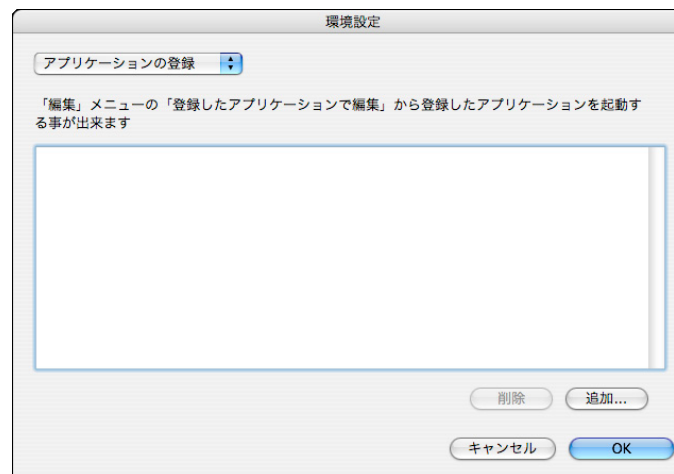 環境設定
アプリケーションの登録
「編集」メニューの「登録したアプリケーションで編集」から登録したアプリケーションを起動す
る事が出来ます
削除
追加...
キャンセル
OK